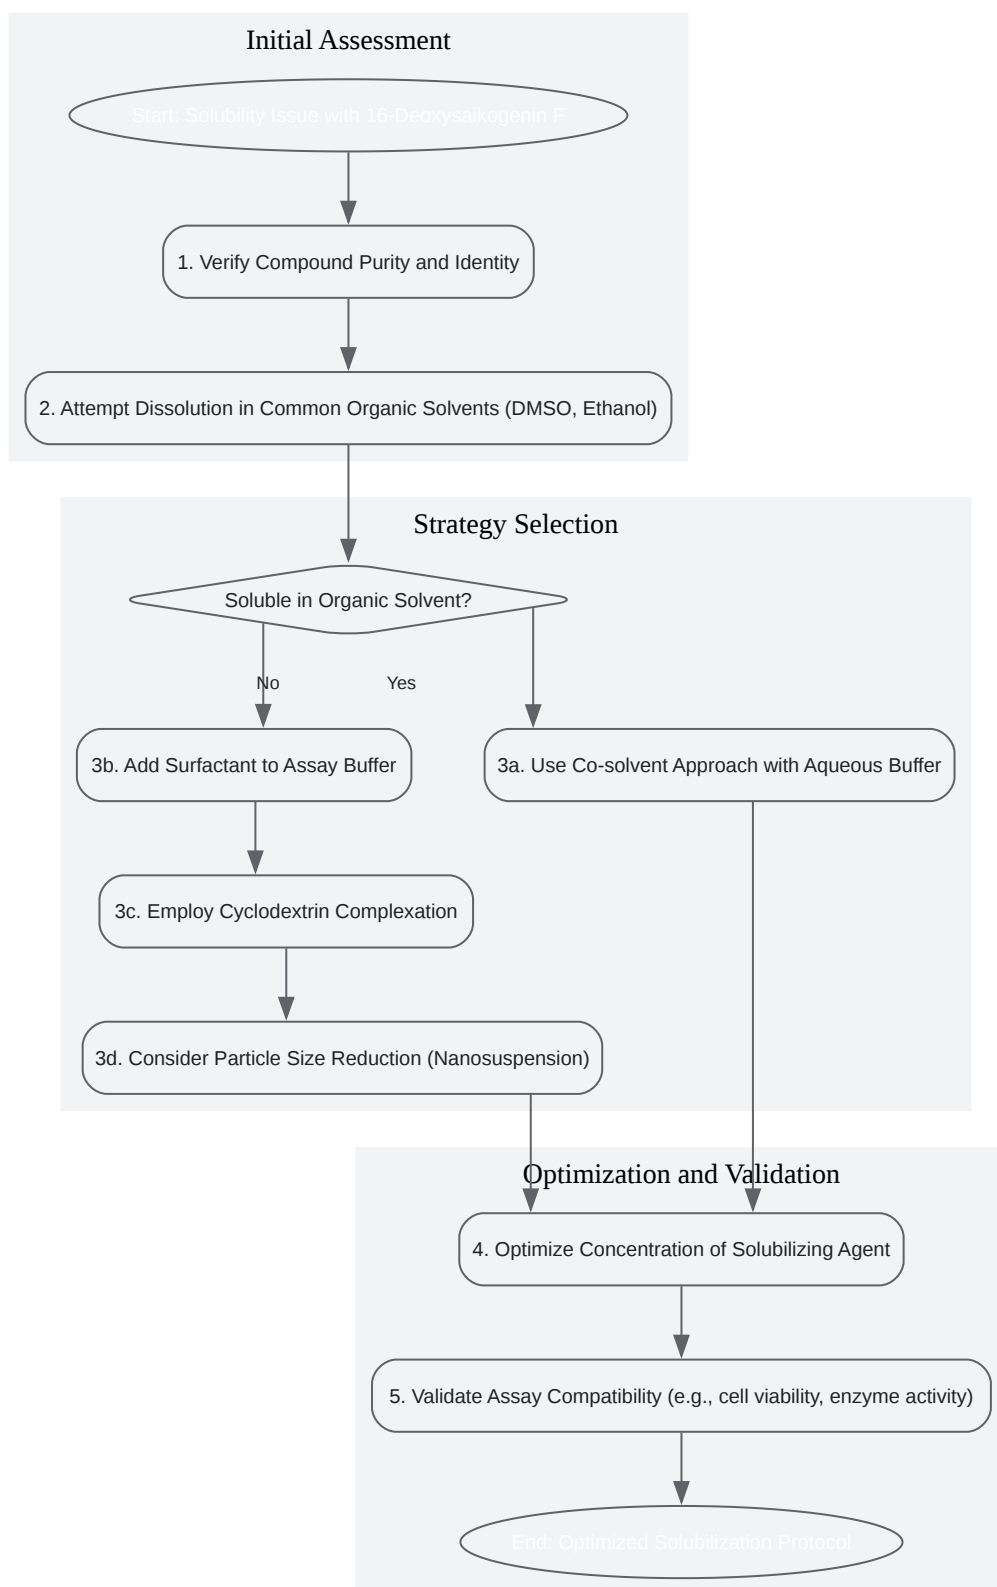 Initial Assessment
Start: Solubility Issue with 16-Deoxysaikogenin F
1. Verify Compound Purity and Identity
2. Attempt Dissolution in Common Organic Solvents (DMSO, Ethanol)
Strategy Selection
Soluble in Organic Solvent?
No
Yes
3b. Add Surfactant to Assay Buffer
3a. Use Co-solvent Approach with Aqueous Buffer
3c. Employ Cyclodextrin Complexation
3d. Consider Particle Size Reduction (Nanosuspension)
Optimization and Validation
4. Optimize Concentration of Solubilizing Agent
5. Validate Assay Compatibility (e.g., cell viability, enzyme activity)
End: Optimized Solubilization Protocol